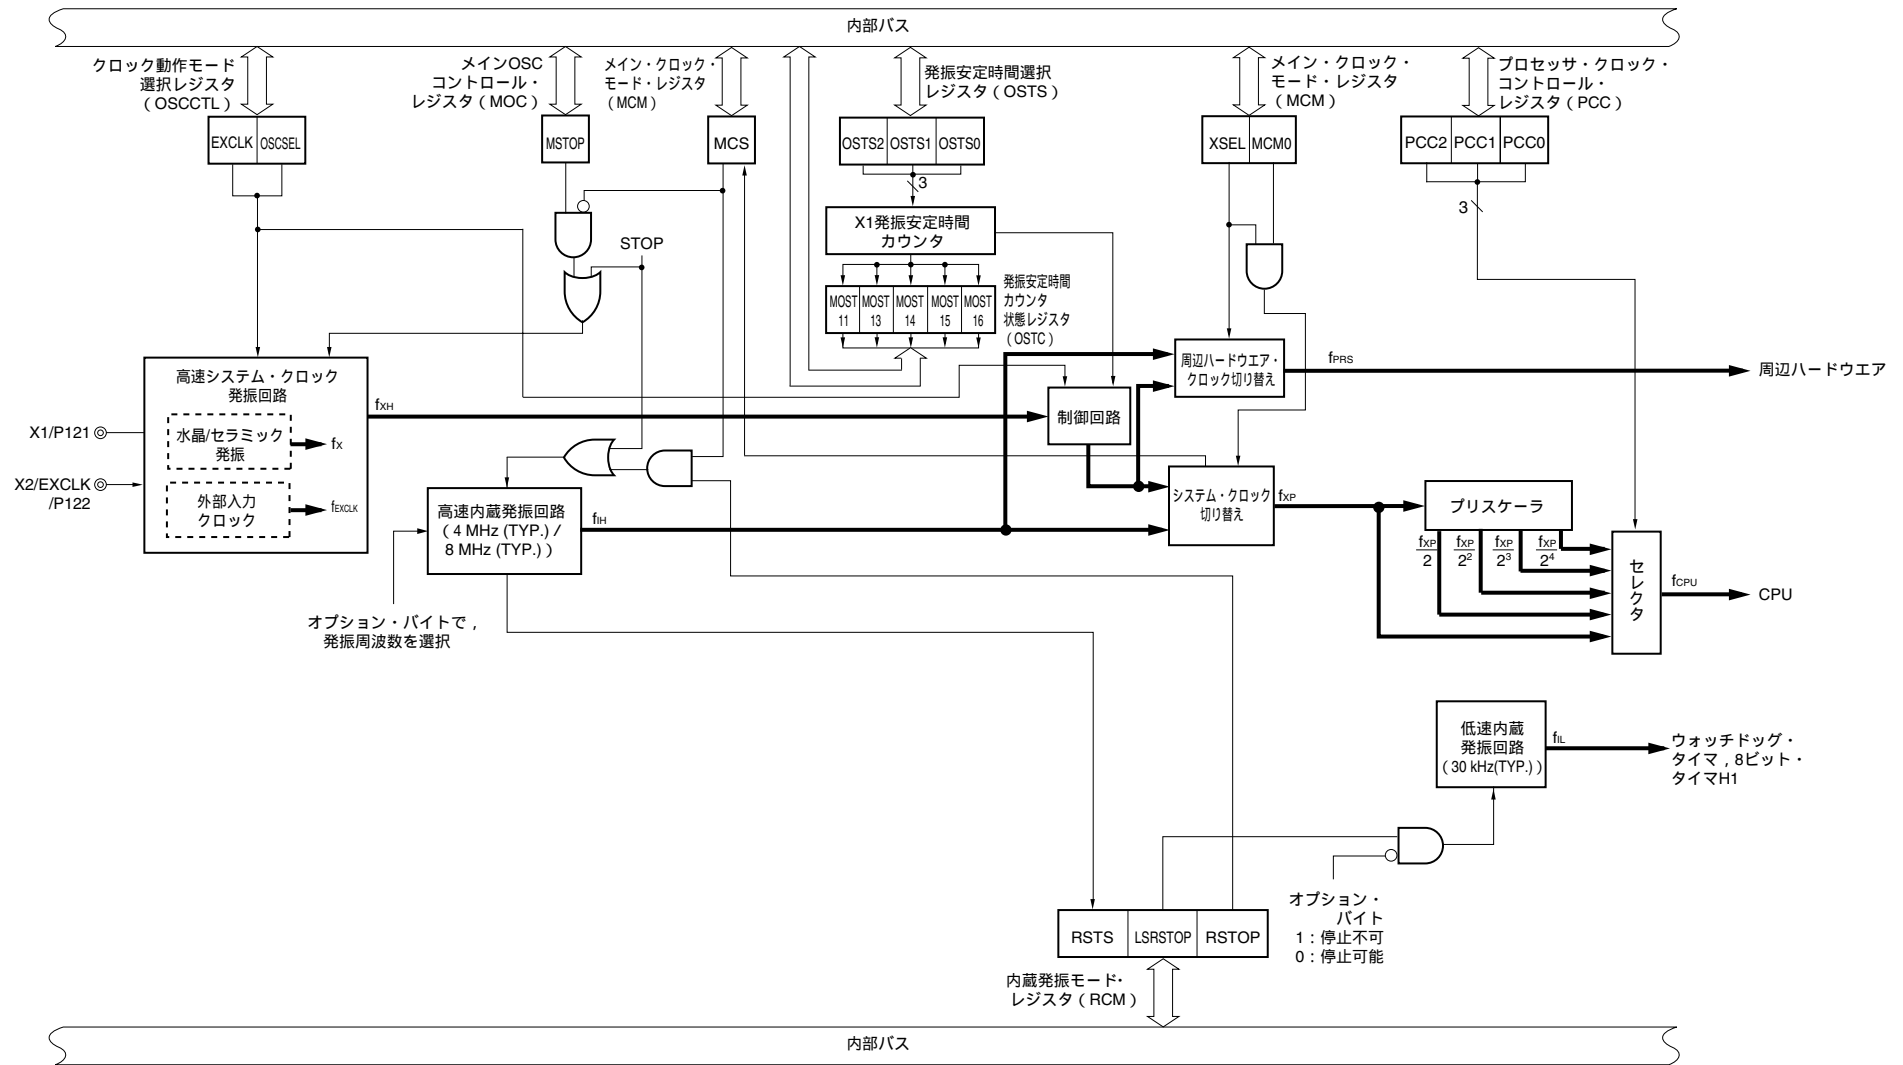 内部バス
クロック動作モード
選択レジスタ
（OSCCTL）
メインOSC
コントロール・
レジスタ（MOC）
メイン・クロック・
モード・レジスタ
（MCM）
発振安定時間選択
レジスタ（OSTS）
メイン・クロック・
モード・レジスタ
（MCM）
プロセッサ・クロック・
コントロール・
レジスタ（PCC）
EXCLK OSCSEL
MSTOP
MCS
OSTS2 OSTS1 OSTS0
XSEL MCM0
PCC2 PCC1 PCC0
3
3
X1発振安定時間
カウンタ
STOP
MOST 11
MOST 13
MOST 14
MOST 15
MOST 16
発振安定時間
カウンタ
状態レジスタ
（OSTC）
高速システム・クロック
発振回路
水晶/セラミック
発振
fX
外部入力
クロック
fEXCLK
X1/P121
X2/EXCLK
/P122
fXH
制御回路
周辺ハードウエア・
クロック切り替え
fPRS
周辺ハードウエア
高速内蔵発振回路
（4 MHz (TYP.) /
8 MHz (TYP.)）
fIH
システム・クロック
切り替え
fXP
プリスケーラ
fXP/2
fXP/2²
fXP/2³
fXP/2⁴
セレクタ
fCPU
CPU
オプション・バイトで，
発振周波数を選択
低速内蔵
発振回路
（30 kHz(TYP.)）
fIL
ウォッチドッグ・
タイマ，8ビット・
タイマH1
オプション・
バイト
1：停止不可
0：停止可能
RSTS LSRSTOP RSTOP
内蔵発振モード・
レジスタ（RCM）
内部バス